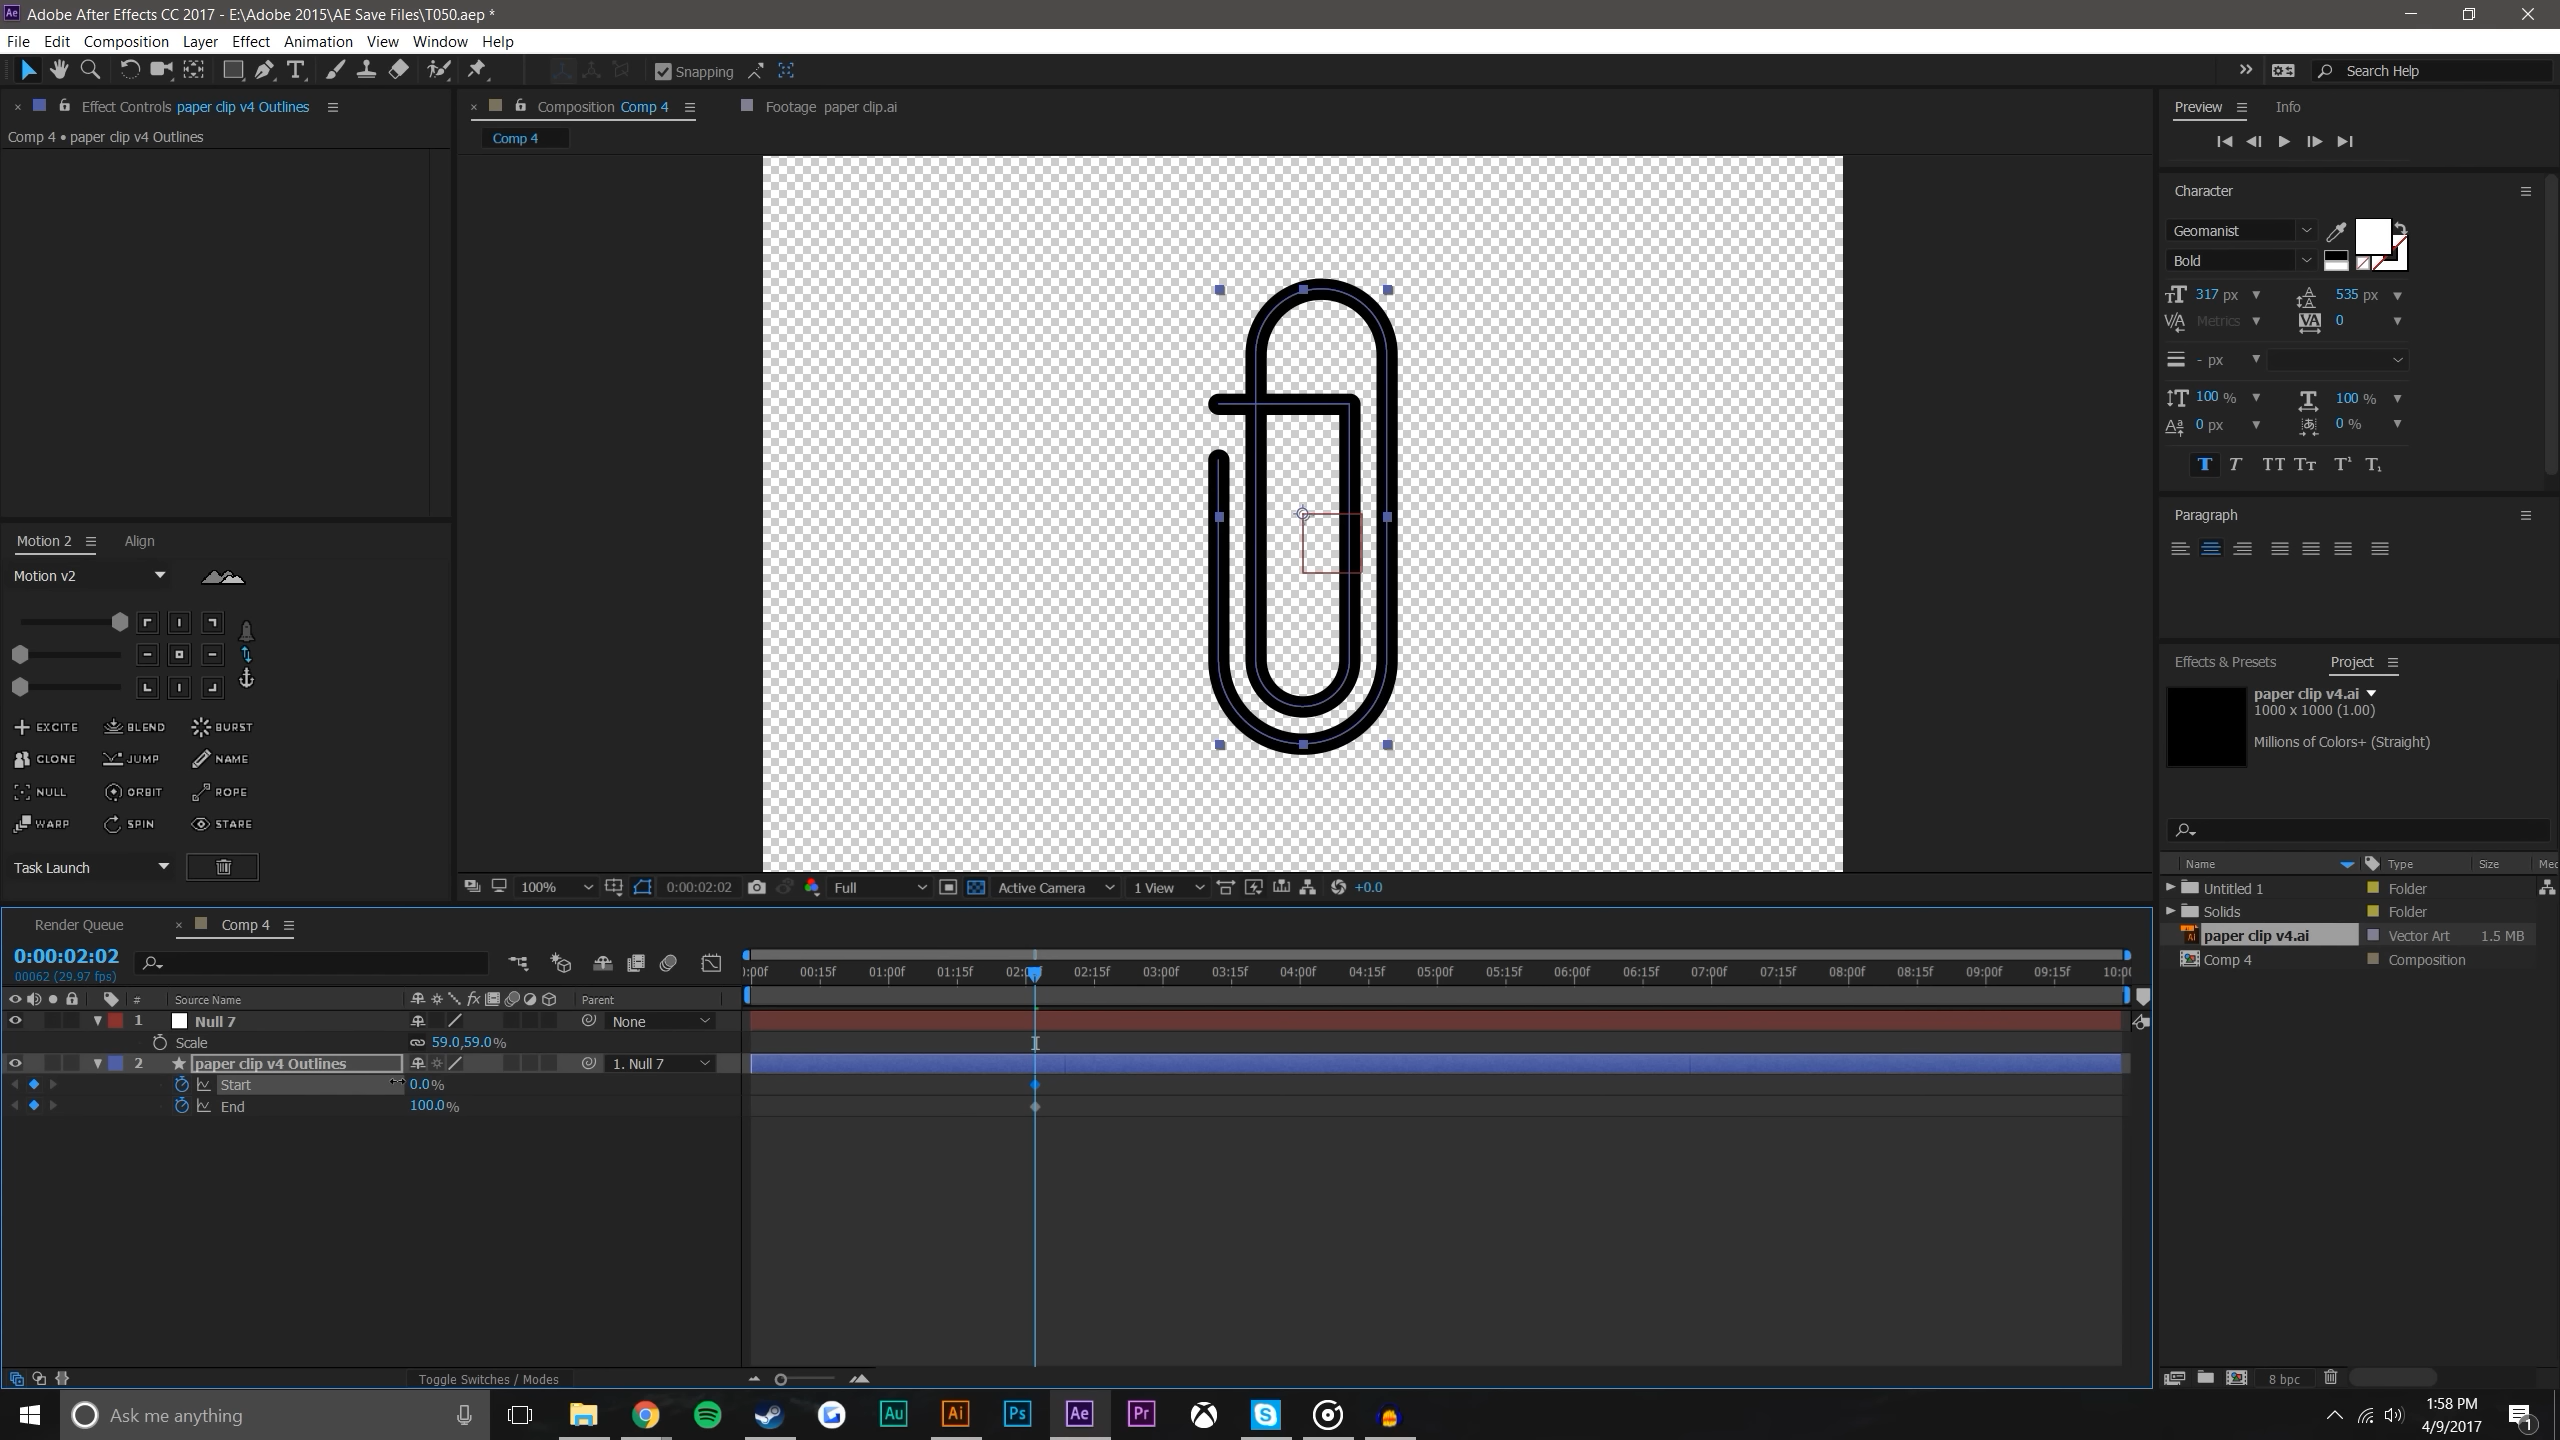 Ae Adobe After Effects CC 2017 - E:\Adobe 2015\AE Save Files\T050.aep *
File Edit Composition Layer Effect Animation View Window Help
Snapping
Search Help
Effect Controls paper clip v4 Outlines
Composition Comp 4
Footage paper clip.ai
Preview
Info
Comp 4 • paper clip v4 Outlines
Comp 4
Character
Geomanist
Bold
317 px
535 px
Metrics
0
- px
100 %
100 %
0 px
0 %
Paragraph
Motion 2
Align
Motion v2
EXCITE BLEND BURST
CLONE JUMP NAME
NULL ORBIT ROPE
WARP SPIN STARE
Task Launch
Effects & Presets
Project
paper clip v4.ai
1000 x 1000 (1.00)
Millions of Colors+ (Straight)
Name Type Size
Untitled 1 Folder
Solids Folder
paper clip v4.ai Vector Art 1.5 MB
Comp 4 Composition
100% 0:00:02:02 Full Active Camera 1 View +0.0
Render Queue
Comp 4
0:00:02:02
00062 (29.97 fps)
:00f 00:15f 01:00f 01:15f 02:15f 03:00f 03:15f 04:00f 04:15f 05:00f 05:15f 06:00f 06:15f 07:00f 07:15f 08:00f 08:15f 09:00f 09:15f
# Source Name Parent
1 Null 7 None
Scale 59.0,59.0%
2 paper clip v4 Outlines 1. Null 7
Start 0.0%
End 100.0%
Toggle Switches / Modes
8 bpc
Ask me anything
Au Ai Ps Ae Pr
1:58 PM
4/9/2017
1